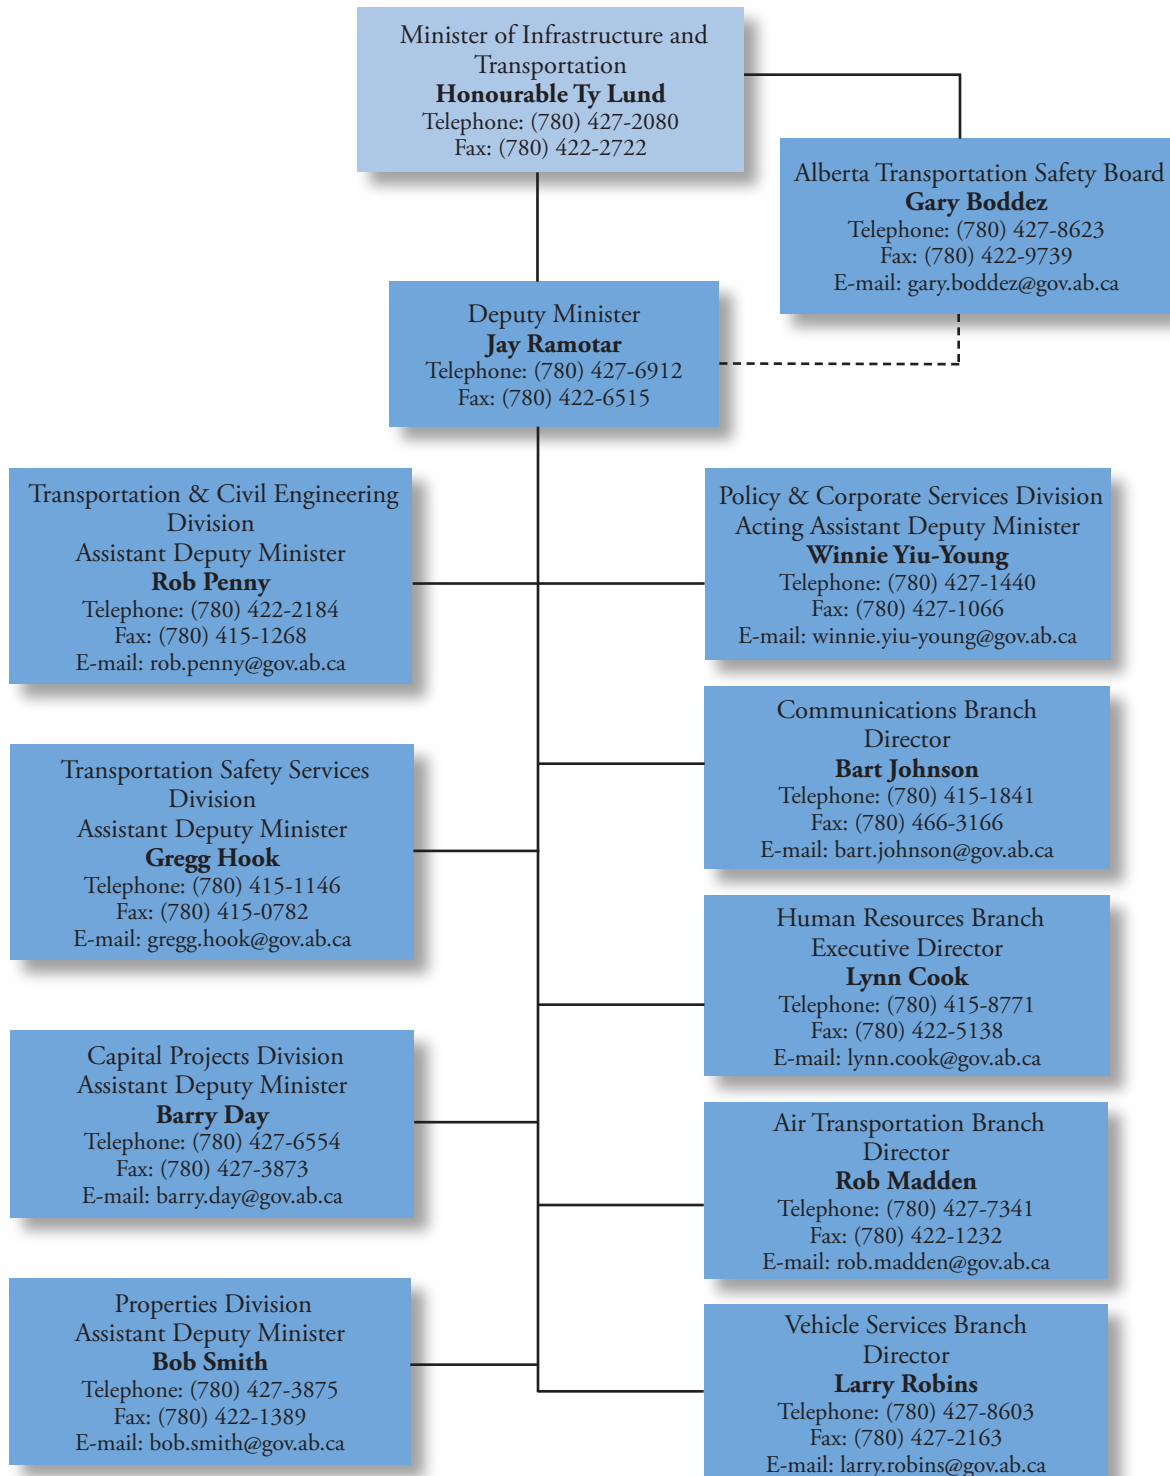 Minister of Infrastructure and
Transportation
Honourable Ty Lund
Telephone: (780) 427-2080
Fax: (780) 422-2722
Alberta Transportation Safety Board
Gary Boddez
Telephone: (780) 427-8623
Fax: (780) 422-9739
E-mail: gary.boddez@gov.ab.ca
Deputy Minister
Jay Ramotar
Telephone: (780) 427-6912
Fax: (780) 422-6515
Transportation & Civil Engineering
Division
Assistant Deputy Minister
Rob Penny
Telephone: (780) 422-2184
Fax: (780) 415-1268
E-mail: rob.penny@gov.ab.ca
Policy & Corporate Services Division
Acting Assistant Deputy Minister
Winnie Yiu-Young
Telephone: (780) 427-1440
Fax: (780) 427-1066
E-mail: winnie.yiu-young@gov.ab.ca
Transportation Safety Services
Division
Assistant Deputy Minister
Gregg Hook
Telephone: (780) 415-1146
Fax: (780) 415-0782
E-mail: gregg.hook@gov.ab.ca
Communications Branch
Director
Bart Johnson
Telephone: (780) 415-1841
Fax: (780) 466-3166
E-mail: bart.johnson@gov.ab.ca
Human Resources Branch
Executive Director
Lynn Cook
Telephone: (780) 415-8771
Fax: (780) 422-5138
E-mail: lynn.cook@gov.ab.ca
Capital Projects Division
Assistant Deputy Minister
Barry Day
Telephone: (780) 427-6554
Fax: (780) 427-3873
E-mail: barry.day@gov.ab.ca
Air Transportation Branch
Director
Rob Madden
Telephone: (780) 427-7341
Fax: (780) 422-1232
E-mail: rob.madden@gov.ab.ca
Properties Division
Assistant Deputy Minister
Bob Smith
Telephone: (780) 427-3875
Fax: (780) 422-1389
E-mail: bob.smith@gov.ab.ca
Vehicle Services Branch
Director
Larry Robins
Telephone: (780) 427-8603
Fax: (780) 427-2163
E-mail: larry.robins@gov.ab.ca